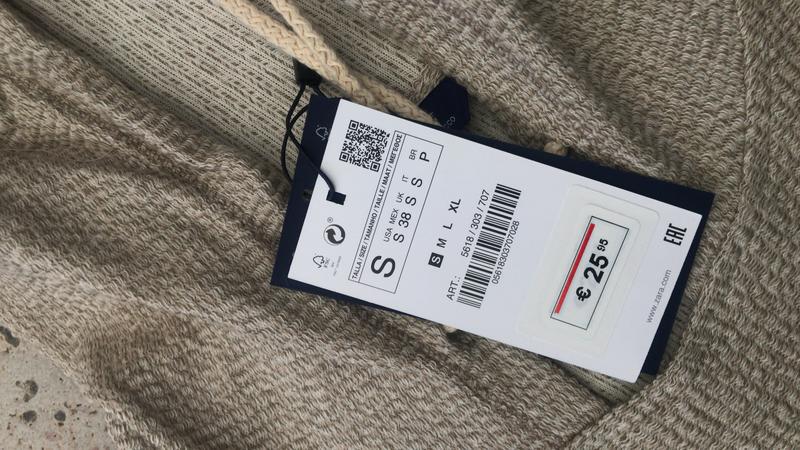 TALLA / SIZE / TAMANHO / TAILLE / MAAT / ΜΕΓΕΘΟΣ
S
USA MEX UK IT BR
S 38 S S P
S M L XL
ART.: 5618 / 303 / 707
05618303707028
€ 25 95
www.zara.com
EAC
FSC